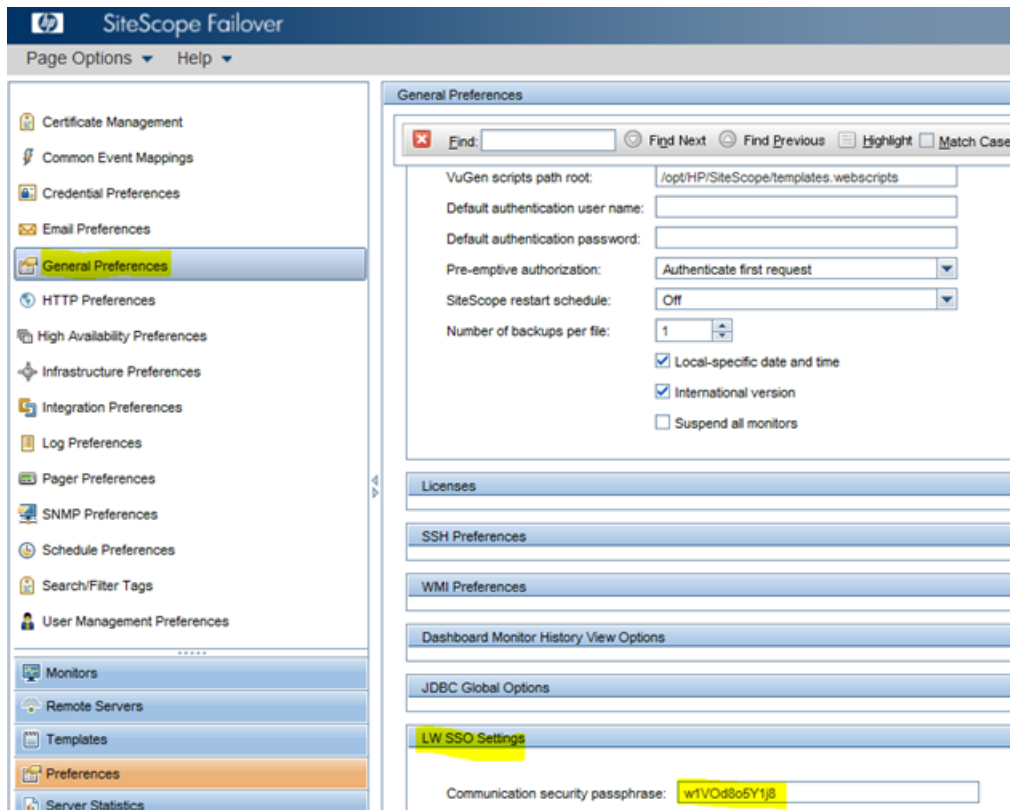 hp SiteScope Failover
Page Options Help
Certificate Management
Common Event Mappings
Credential Preferences
Email Preferences
General Preferences
HTTP Preferences
High Availability Preferences
Infrastructure Preferences
Integration Preferences
Log Preferences
Pager Preferences
SNMP Preferences
Schedule Preferences
Search/Filter Tags
User Management Preferences
Monitors
Remote Servers
Templates
Preferences
Server Statistics
General Preferences
Find: Find Next Find Previous Highlight Match Case
VuGen scripts path root: /opt/HP/SiteScope/templates.webscripts
Default authentication user name:
Default authentication password:
Pre-emptive authorization: Authenticate first request
SiteScope restart schedule: Off
Number of backups per file: 1
Local-specific date and time
International version
Suspend all monitors
Licenses
SSH Preferences
WMI Preferences
Dashboard Monitor History View Options
JDBC Global Options
LW SSO Settings
Communication security passphrase: w1VOd8o5Y1j8